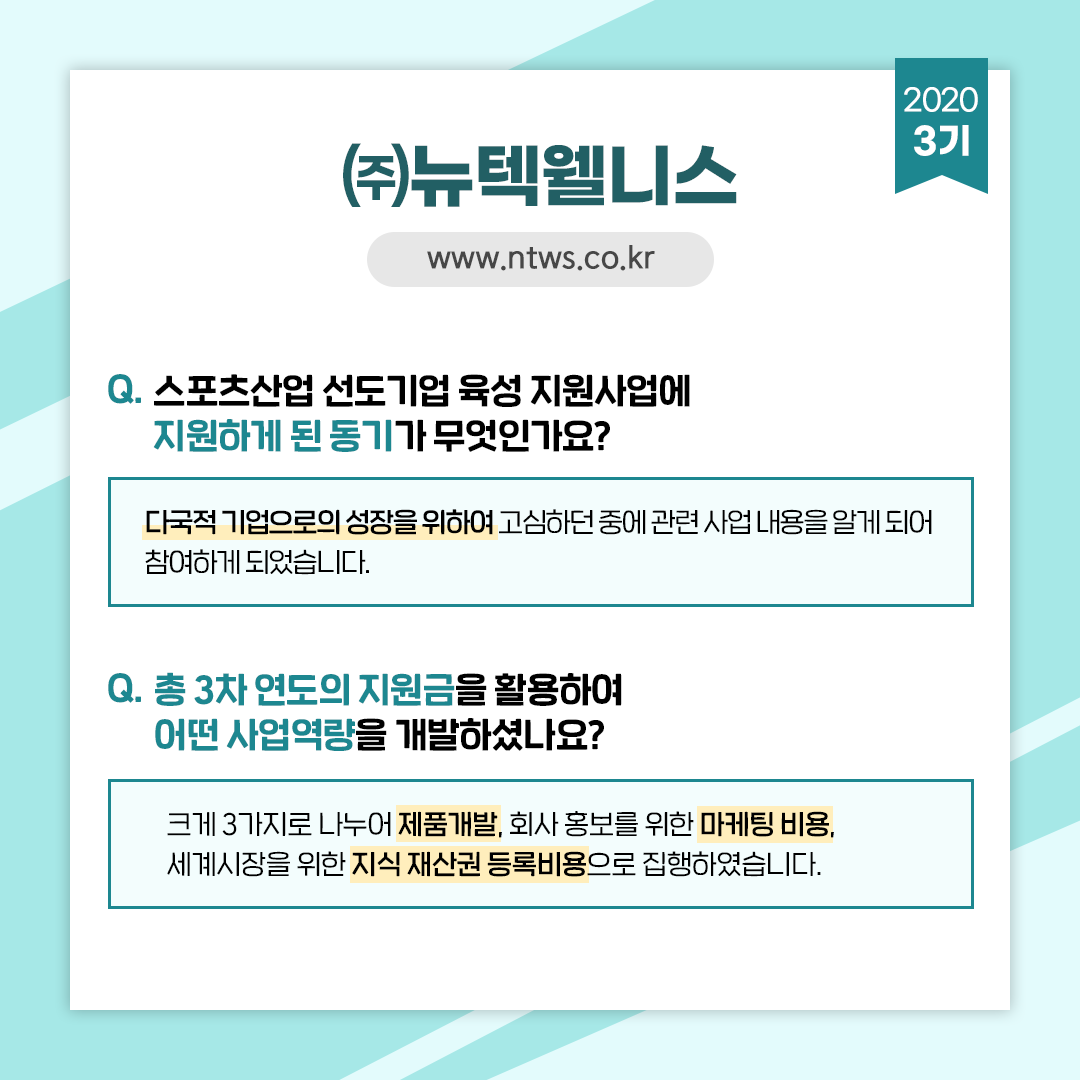 2020
3기
㈜뉴텍웰니스
www.ntws.co.kr
Q. 스포츠산업 선도기업 육성 지원사업에
지원하게 된 동기가 무엇인가요?
다국적 기업으로의 성장을 위하여 고심하던 중에 관련 사업 내용을 알게 되어
참여하게 되었습니다.
Q. 총 3차 연도의 지원금을 활용하여
어떤 사업역량을 개발하셨나요?
크게 3가지로 나누어 제품개발, 회사 홍보를 위한 마케팅 비용,
세계시장을 위한 지식 재산권 등록비용으로 집행하였습니다.